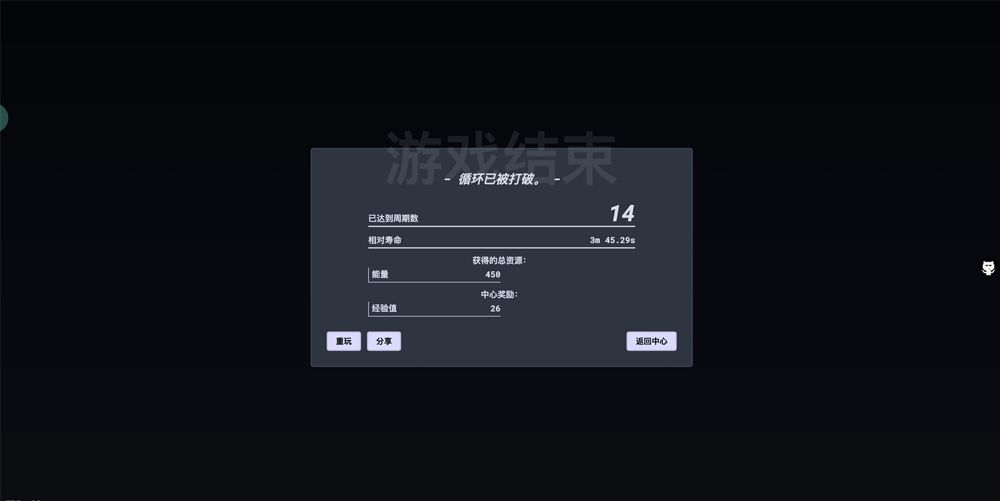 游戏结束
- 循环已被打破。 -
已达到周期数 14
相对寿命 3m 45.29s
获得的总资源:
能量 450
中心奖励:
经验值 26
重玩 分享 返回中心